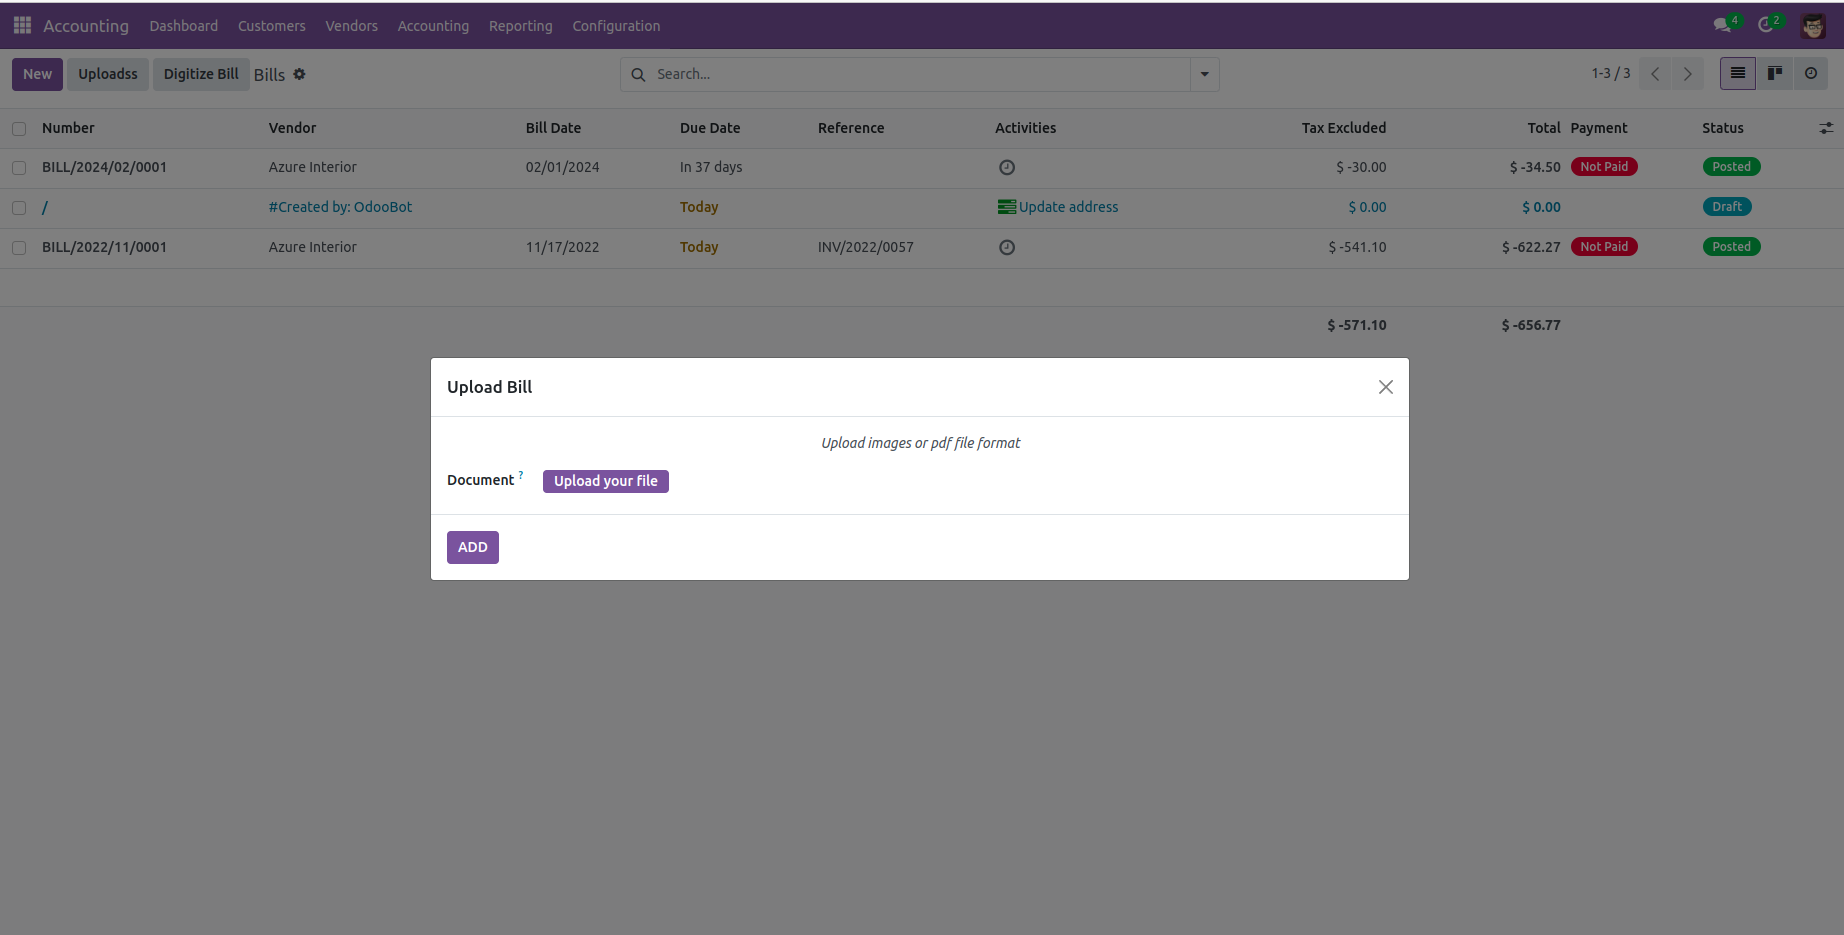 Accounting Dashboard Customers Vendors Accounting Reporting Configuration 4 2
New Uploadss Digitize Bill Bills Search... 1-3 / 3
Number Vendor Bill Date Due Date Reference Activities Tax Excluded Total Payment Status
BILL/2024/02/0001 Azure Interior 02/01/2024 In 37 days $ -30.00 $ -34.50 Not Paid Posted
/ #Created by: OdooBot Today Update address $ 0.00 $ 0.00 Draft
BILL/2022/11/0001 Azure Interior 11/17/2022 Today INV/2022/0057 $ -541.10 $ -622.27 Not Paid Posted
$ -571.10 $ -656.77
Upload Bill
Upload images or pdf file format
Document ? Upload your file
ADD